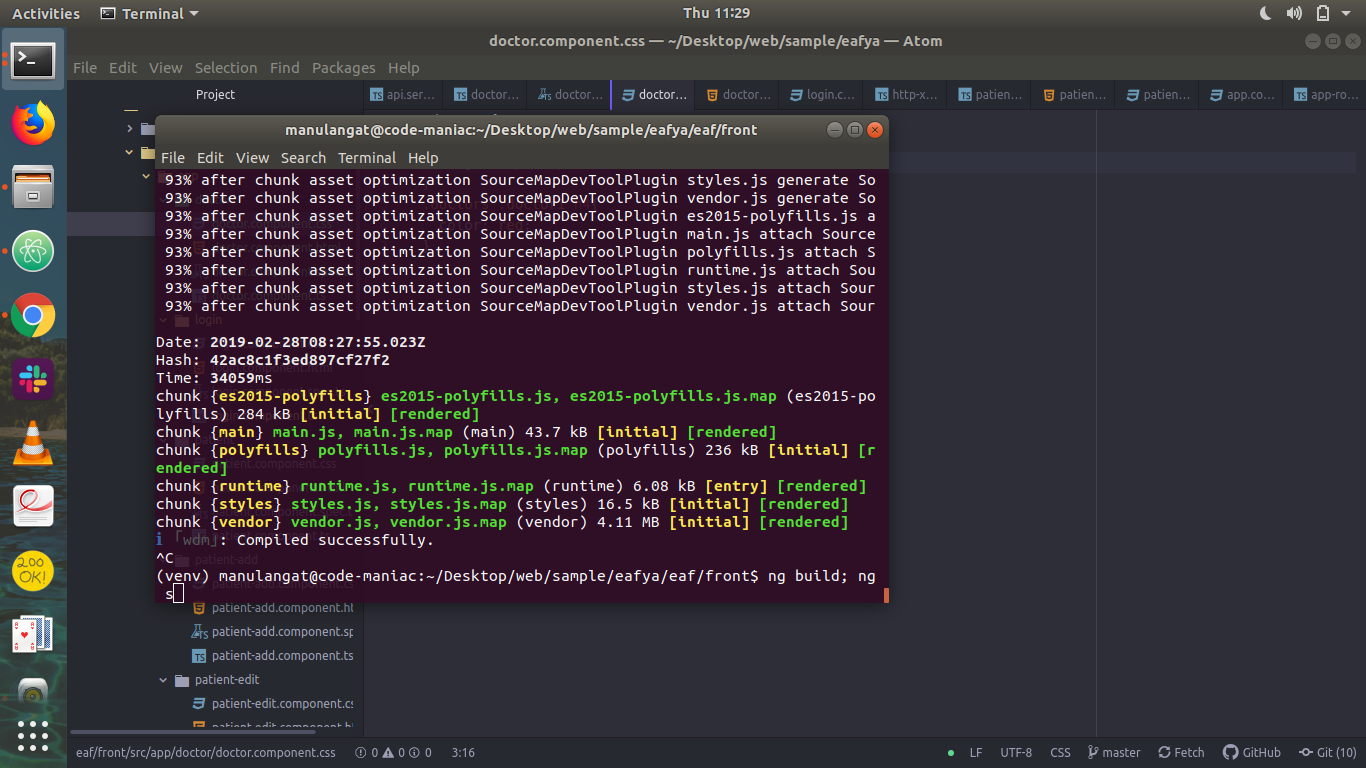 Activities
Terminal
Thu 11:29
doctor.component.css — ~/Desktop/web/sample/eafya — Atom
File Edit View Selection Find Packages Help
Project
api.ser...
doctor...
doctor...
doctor...
doctor...
login.c...
http-x...
patien...
patien...
patien...
app.co...
app-ro...
manulangat@code-maniac:~/Desktop/web/sample/eafya/eaf/front
File Edit View Search Terminal Help
93% after chunk asset optimization SourceMapDevToolPlugin styles.js generate So
93% after chunk asset optimization SourceMapDevToolPlugin vendor.js generate So
93% after chunk asset optimization SourceMapDevToolPlugin es2015-polyfills.js a
93% after chunk asset optimization SourceMapDevToolPlugin main.js attach Source
93% after chunk asset optimization SourceMapDevToolPlugin polyfills.js attach S
93% after chunk asset optimization SourceMapDevToolPlugin runtime.js attach Sou
93% after chunk asset optimization SourceMapDevToolPlugin styles.js attach Sour
93% after chunk asset optimization SourceMapDevToolPlugin vendor.js attach Sour
login
Date: 2019-02-28T08:27:55.023Z
Hash: 42ac8c1f3ed897cf27f2
Time: 34059ms
chunk {es2015-polyfills} es2015-polyfills.js, es2015-polyfills.js.map (es2015-po
lyfills) 284 kB [initial] [rendered]
chunk {main} main.js, main.js.map (main) 43.7 kB [initial] [rendered]
chunk {polyfills} polyfills.js, polyfills.js.map (polyfills) 236 kB [initial] [r
endered]
chunk {runtime} runtime.js, runtime.js.map (runtime) 6.08 kB [entry] [rendered]
chunk {styles} styles.js, styles.js.map (styles) 16.5 kB [initial] [rendered]
chunk {vendor} vendor.js, vendor.js.map (vendor) 4.11 MB [initial] [rendered]
ℹ ｢wdm｣: Compiled successfully.
^C
patient-add
(venv) manulangat@code-maniac:~/Desktop/web/sample/eafya/eaf/front$ ng build; ng
s
patient-add.component.ht
patient-add.component.sp
patient-add.component.ts
patient-edit
patient-edit.component.cs
patient-edit.component.ht
200
OK!
eaf/front/src/app/doctor/doctor.component.css
0 0 0
3:16
LF
UTF-8
CSS
master
Fetch
GitHub
Git (10)